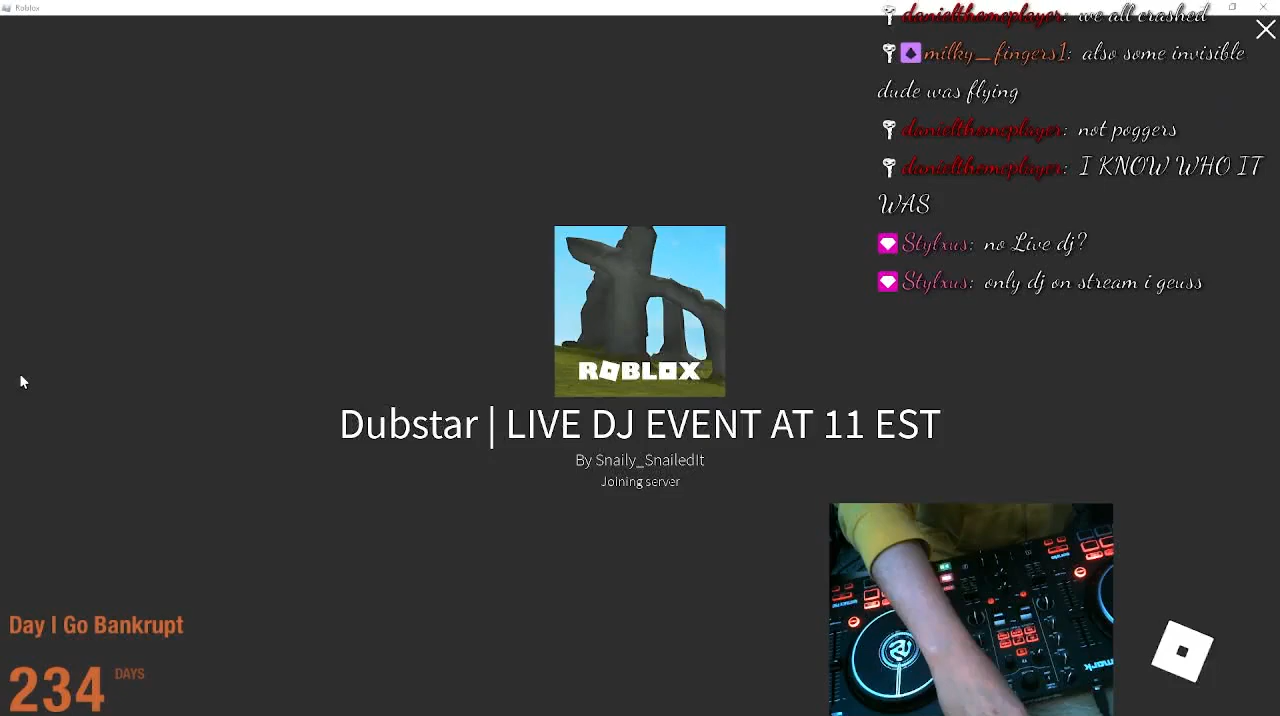 Roblox
danielthemeplayer: we all crashed
milky_fingers1: also some invisible
dude was flying
danielthemeplayer: not poggers
danielthemeplayer: I KNOW WHO IT
WAS
Stylxus: no Live dj?
Stylxus: only dj on stream i geuss
ROBLOX
Dubstar | LIVE DJ EVENT AT 11 EST
By Snaily_SnailedIt
Joining server
Day I Go Bankrupt
234 DAYS
mark